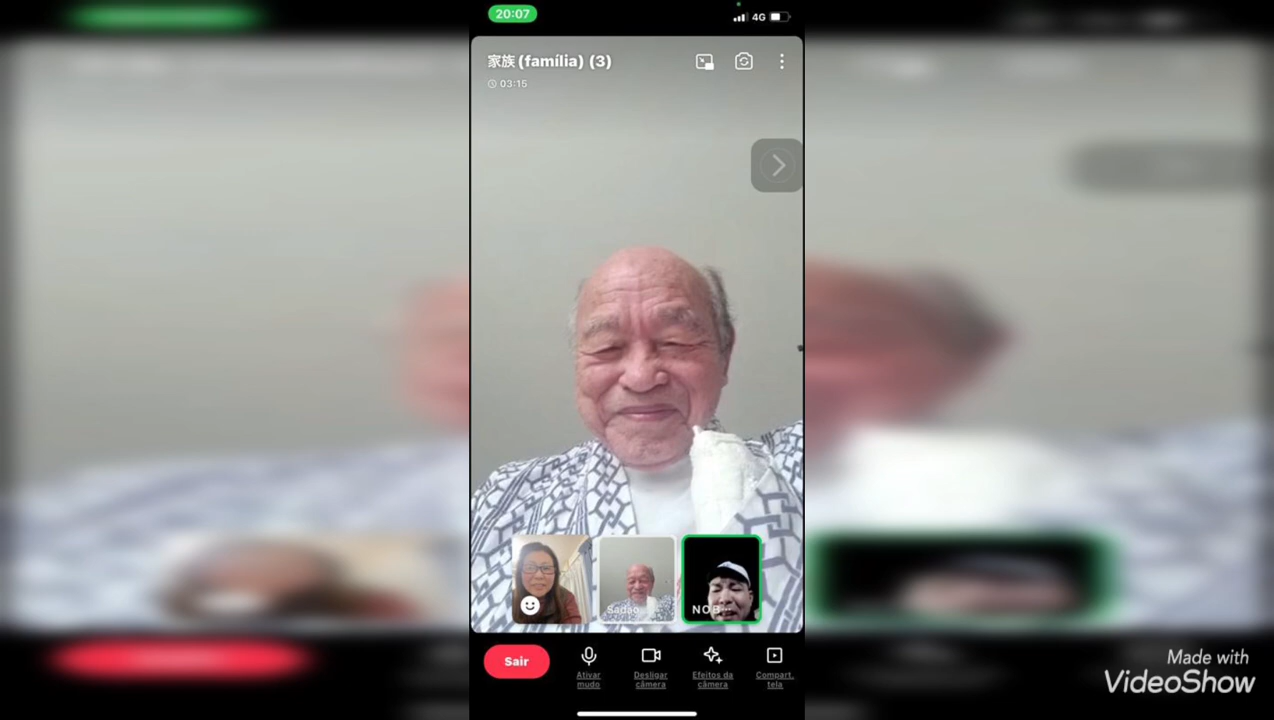 20:07
4G
家族 (família) (3)
03:15
Sadao
NOB
Sair
Ativar mudo
Desligar câmera
Efeitos da câmera
Compart. tela
Made with
VideoShow